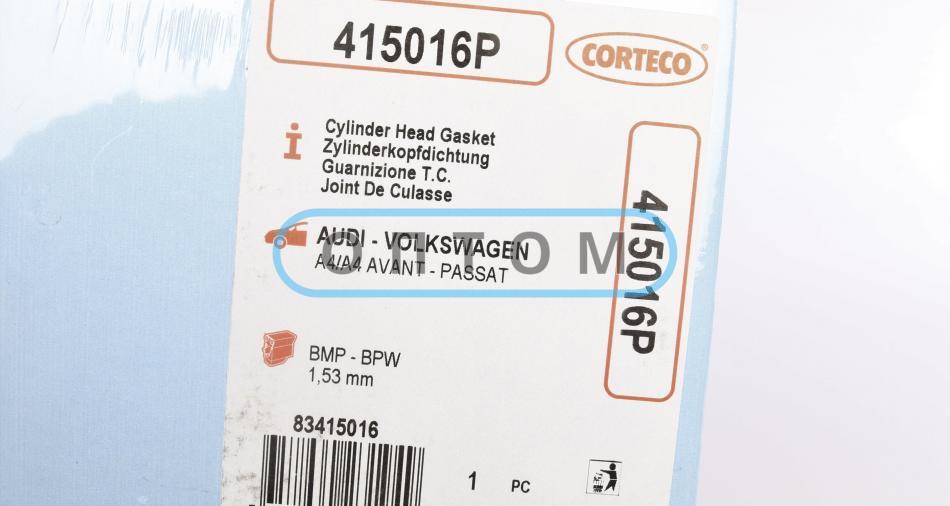 415016P
CORTECO®
Cylinder Head Gasket
Zylinderkopfdichtung
Guarnizione T.C.
Joint De Culasse
415016P
AUDI - VOLKSWAGEN
A4/A4 AVANT - PASSAT
ОПТОМ
BMP - BPW
1,53 mm
83415016
1 PC